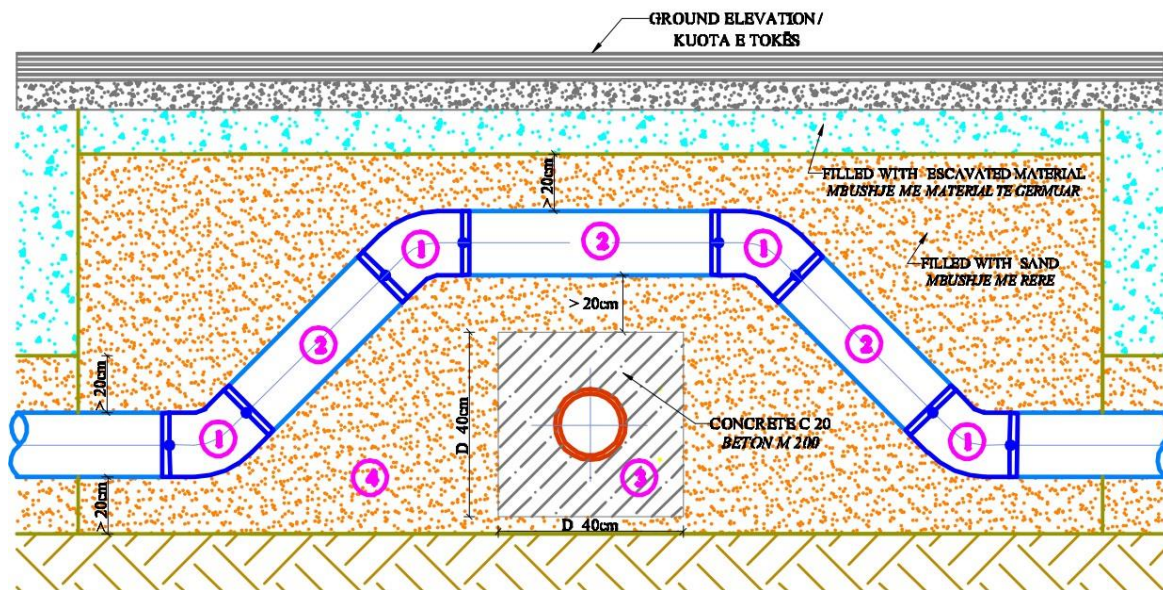 GROUND ELEVATION /
KUOTA E TOKËS
> 20cm
FILLED WITH ESCAVATED MATERIAL
MBUSHJE ME MATERIAL TE GERMUAR
1
2
1
FILLED WITH SAND
MBUSHJE ME RERE
> 20cm
2
2
> 20cm
CONCRETE C 20
BETON M 200
1
1
D 40cm
4
3
> 20cm
D 40cm